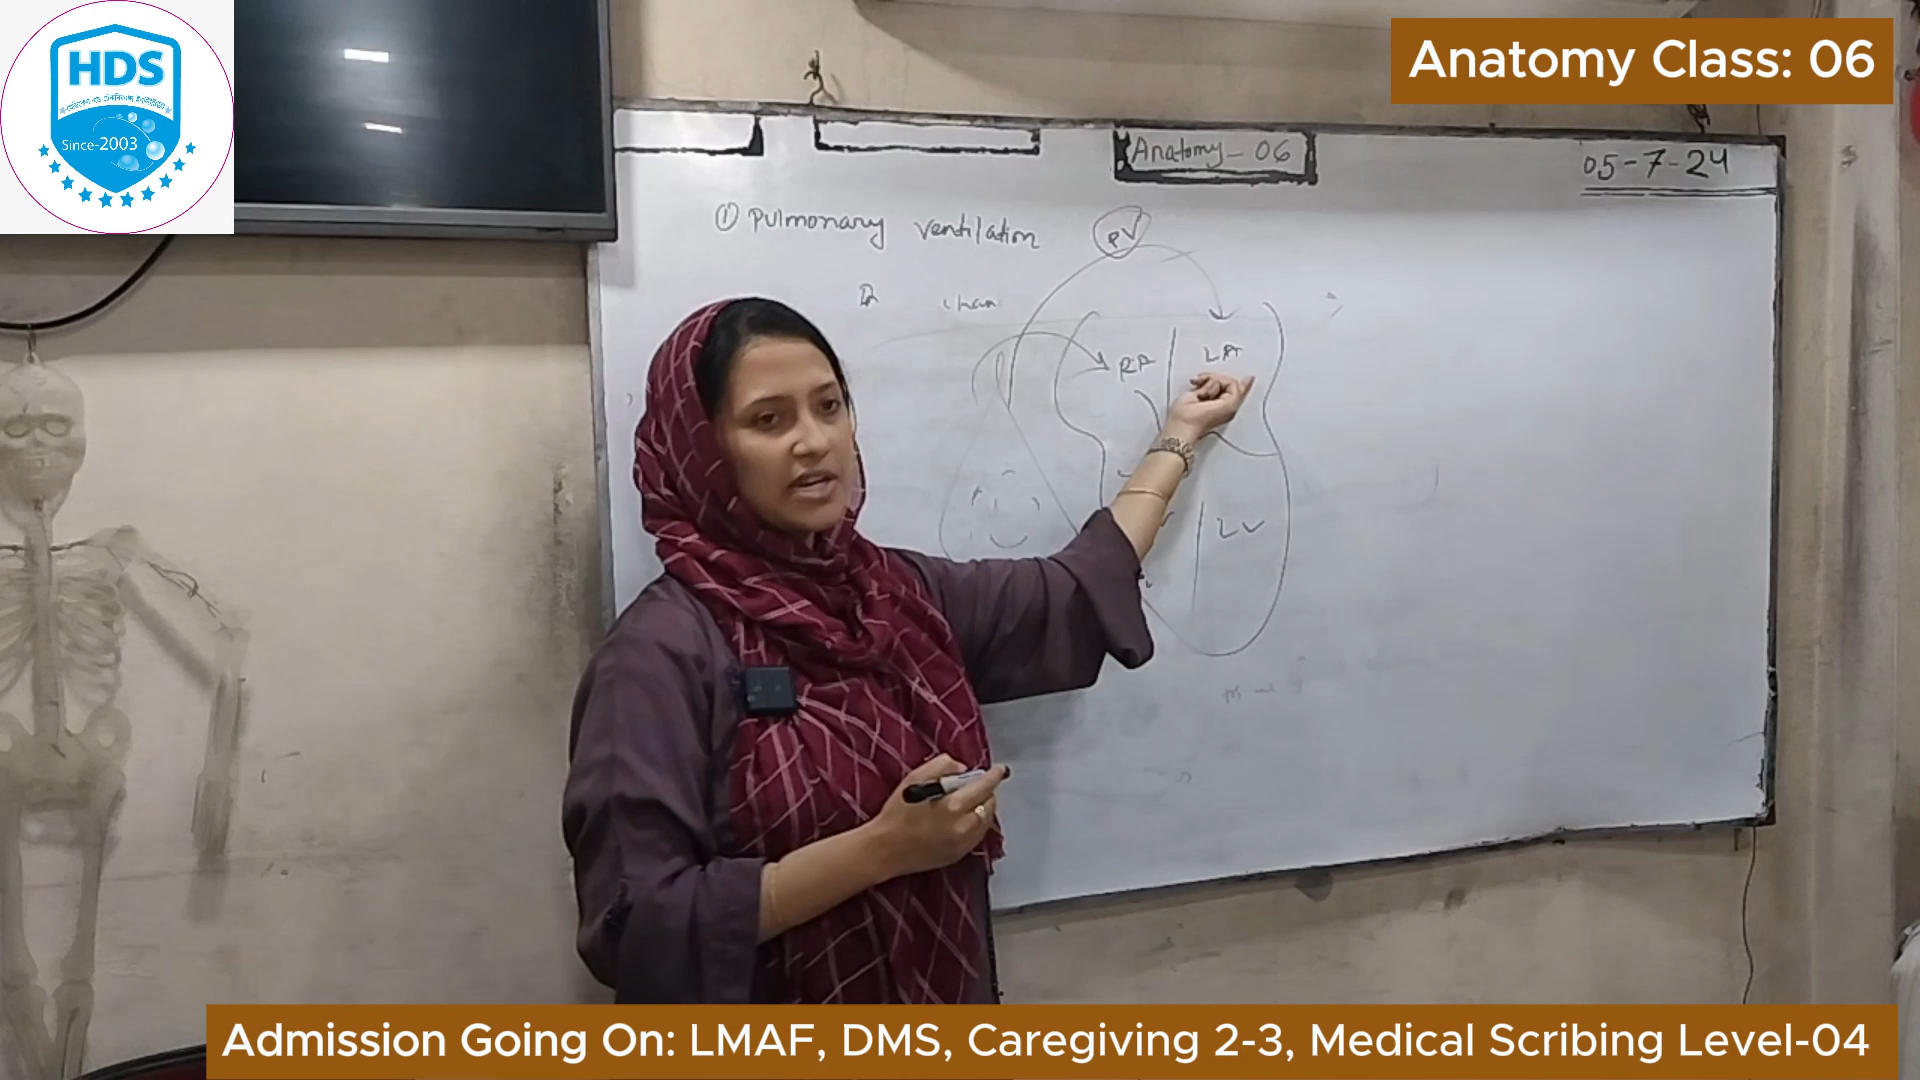 HDS
Since-2003
Anatomy Class: 06
Anatomy - 06
05-7-24
① Pulmonary ventilation
PV
RA
LA
LV
Admission Going On: LMAF, DMS, Caregiving 2-3, Medical Scribing Level-04